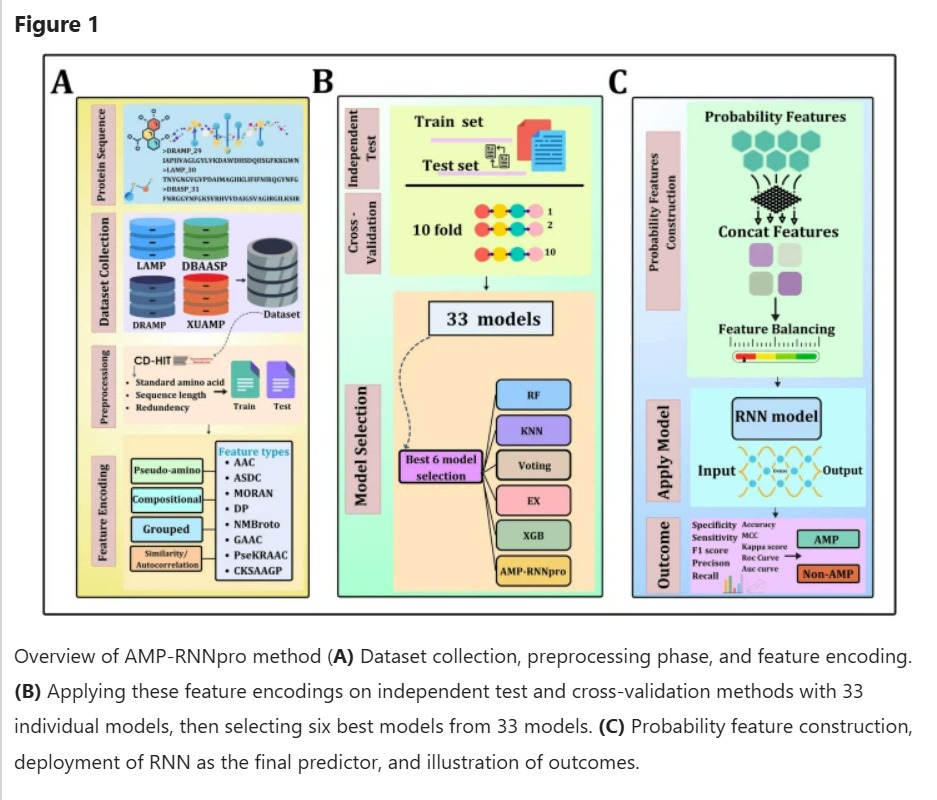 Figure 1
A
Protein Sequence
>DRAMP_29
IAPIIVAGLGYLVKDAWDHSDQIISGFKKGWN
>LAMP_30
>DBASP_31
Dataset Collection
LAMP
DBAASP
DRAMP
XUAMP
Dataset
Preprocessiong
CD-HIT
• Standard amino acid
• Sequence length
• Redundency
Train
Test
Feature Encoding
Pseudo-amino
Compositional
Grouped
Similarity/
Autocorrelation
Feature types
• AAC
• ASDC
• MORAN
• DP
• NMBroto
• GAAC
• PseKRAAC
• CKSAAGP
B
Independent
Test
Train set
Test set
Cross -
Validation
10 fold
1
2
10
Model Selection
33 models
Best 6 model
selection
RF
KNN
Voting
EX
XGB
AMP-RNNpro
C
Probability Features
Construction
Probability Features
Concat Features
Feature Balancing
Apply Model
RNN model
Input
Output
Outcome
Specificity
Sensitivity
F1 score
Precison
Recall
Accuracy
MCC
Kappa score
Roc Curve
Auc curve
AMP
Non-AMP
Overview of AMP-RNNpro method (A) Dataset collection, preprocessing phase, and feature encoding.
(B) Applying these feature encodings on independent test and cross-validation methods with 33
individual models, then selecting six best models from 33 models. (C) Probability feature construction,
deployment of RNN as the final predictor, and illustration of outcomes.